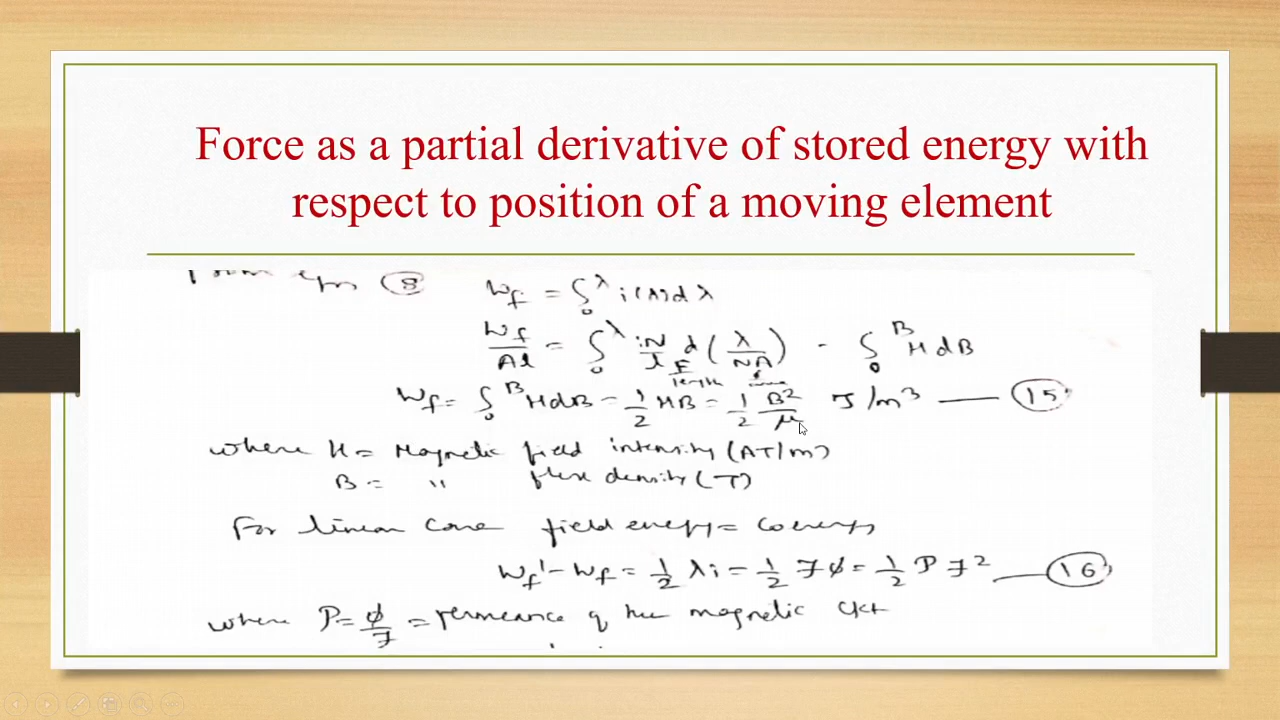 Force as a partial derivative of stored energy with
respect to position of a moving element
From eqn (8) Wf = ∫₀^λ i(λ)dλ
Wf/Al = ∫₀^λ iN/l d(λ/NA) - ∫₀^B HdB
length
Wf = ∫₀^B HdB = 1/2 HB = 1/2 B²/μ J/m³ — (15)
where H = Magnetic field intensity (AT/m)
B = " flux density (T)
For linear core field energy = coenergy
Wf' - Wf = 1/2 λi = 1/2 ℱφ = 1/2 P ℱ² — (16)
where P = φ/ℱ = permeance of the magnetic ckt